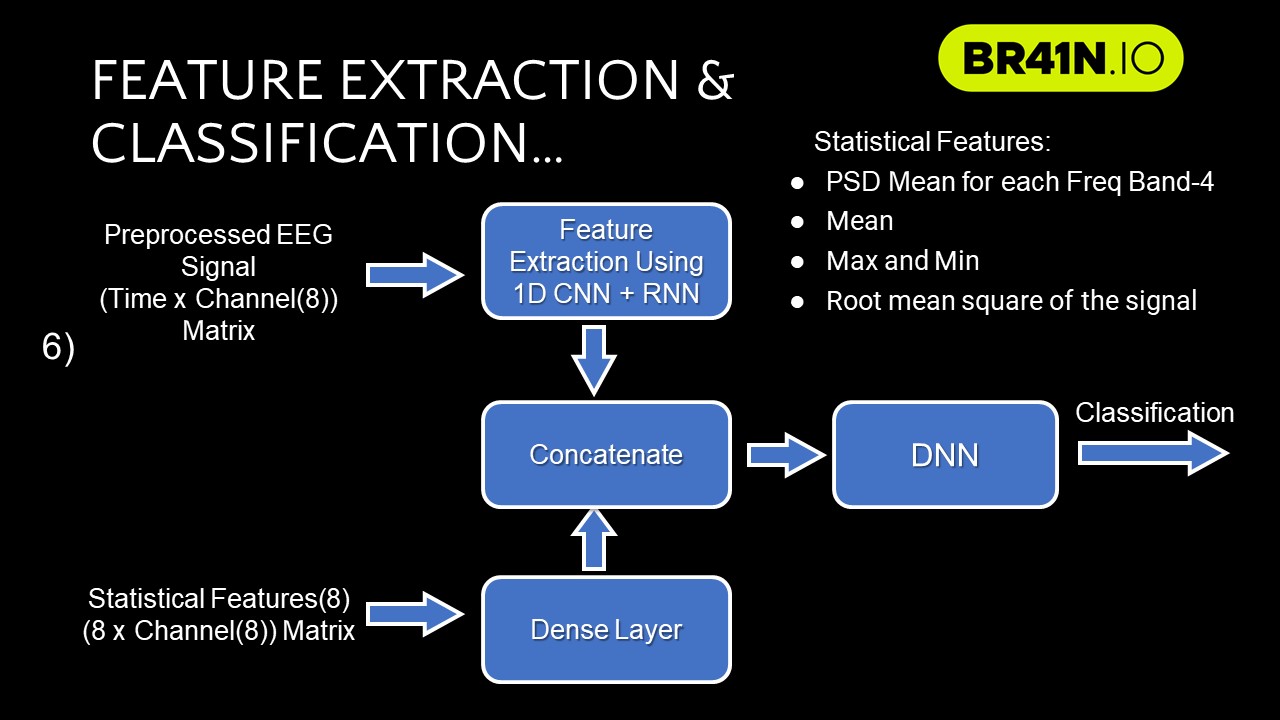 BR41N.IO
FEATURE EXTRACTION &
CLASSIFICATION...
Statistical Features:
● PSD Mean for each Freq Band-4
● Mean
● Max and Min
● Root mean square of the signal
6)
Preprocessed EEG
Signal
(Time x Channel(8))
Matrix
Feature
Extraction Using
1D CNN + RNN
Concatenate
DNN
Classification
Statistical Features(8)
(8 x Channel(8)) Matrix
Dense Layer